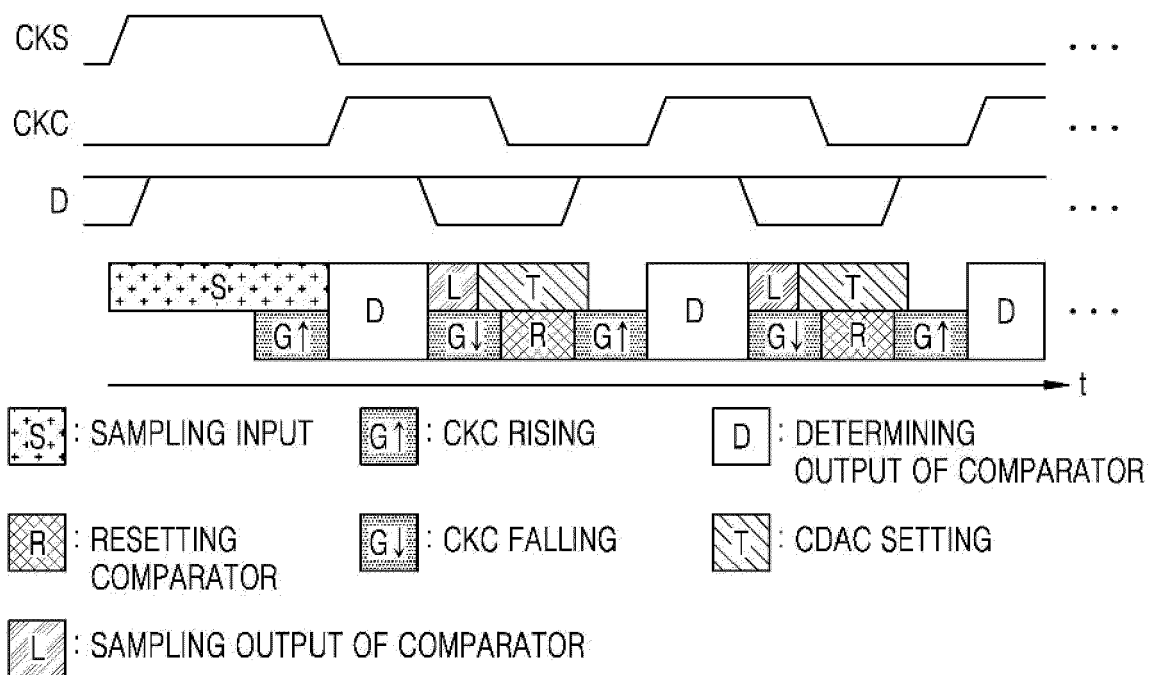 CKS
...
CKC
...
D
...
S
G↑
D
L
T
G↓
R
G↑
D
L
T
G↓
R
G↑
D
...
t
S : SAMPLING INPUT
G↑ : CKC RISING
D : DETERMINING
OUTPUT OF COMPARATOR
R : RESETTING
COMPARATOR
G↓ : CKC FALLING
T : CDAC SETTING
L : SAMPLING OUTPUT OF COMPARATOR